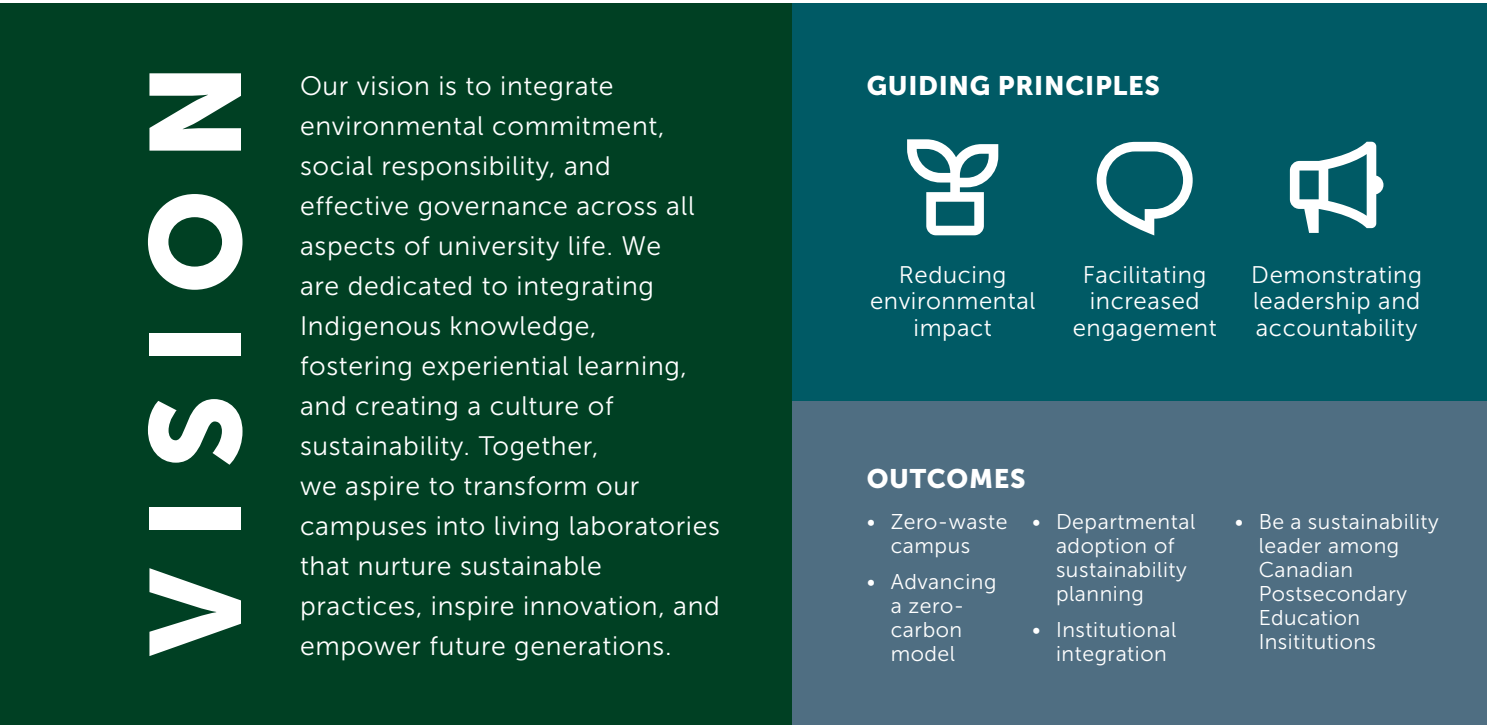 VISION
Our vision is to integrate
environmental commitment,
social responsibility, and
effective governance across all
aspects of university life. We
are dedicated to integrating
Indigenous knowledge,
fostering experiential learning,
and creating a culture of
sustainability. Together,
we aspire to transform our
campuses into living laboratories
that nurture sustainable
practices, inspire innovation, and
empower future generations.
GUIDING PRINCIPLES
Reducing
environmental
impact
Facilitating
increased
engagement
Demonstrating
leadership and
accountability
OUTCOMES
• Zero-waste
campus
• Advancing
a zero-
carbon
model
• Departmental
adoption of
sustainability
planning
• Institutional
integration
• Be a sustainability
leader among
Canadian
Postsecondary
Education
Insititutions